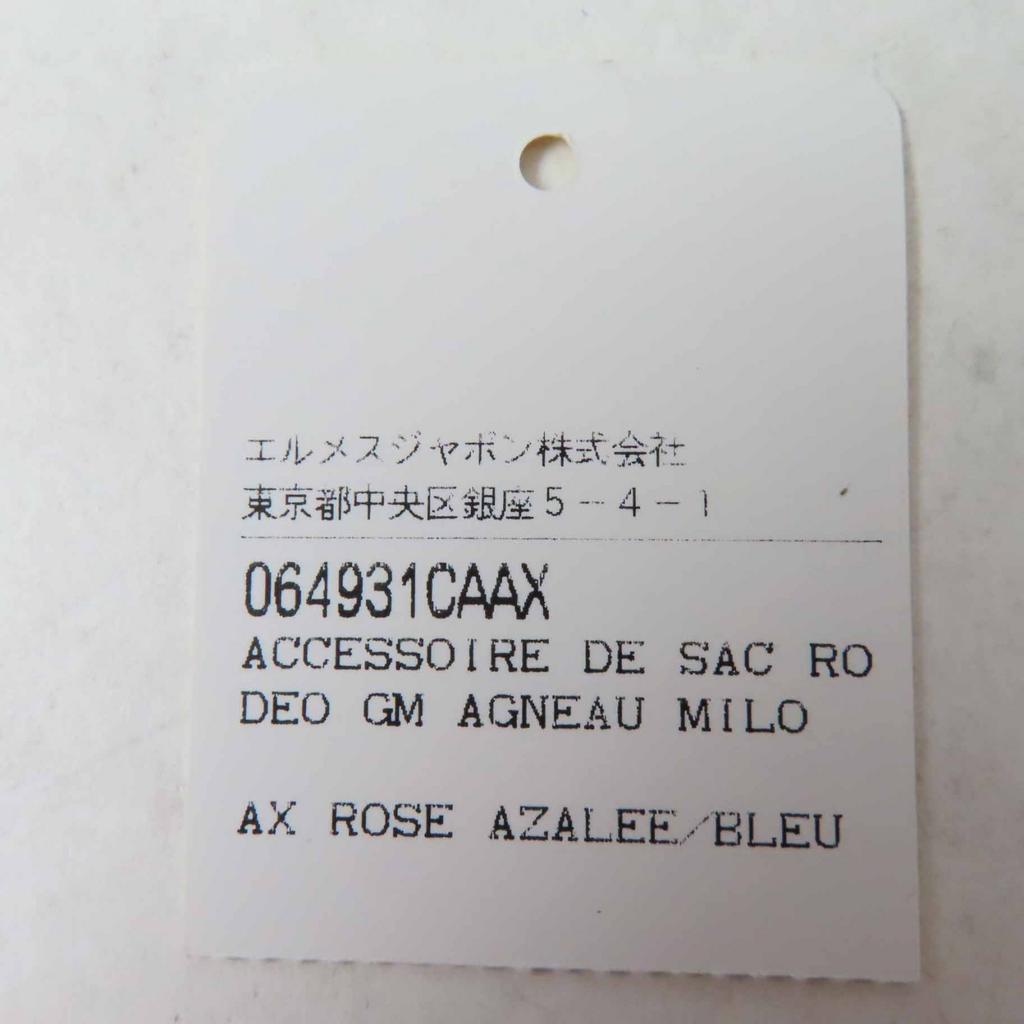 エルメスジャポン株式会社
東京都中央区銀座5-4-1
064931CAAX
ACCESSOIRE DE SAC RO
DEO GM AGNEAU MILO
AX ROSE AZALEE/BLEU